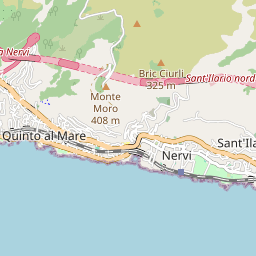 a Nervi
Bric Ciurli
325 m
Sant'Ilario nord
Monte
Moro
408 m
Quinto al Mare
Nervi
Sant'Ila